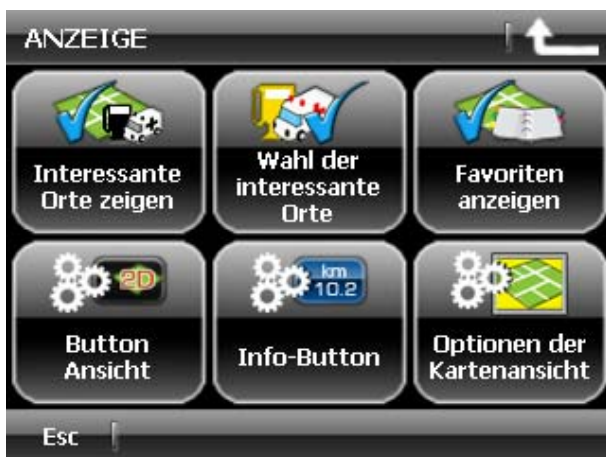 ANZEIGE
Interessante
Orte zeigen
Wahl der
interessante
Orte
Favoriten
anzeigen
2D
Button
Ansicht
km
10.2
Info-Button
Optionen der
Kartenansicht
Esc